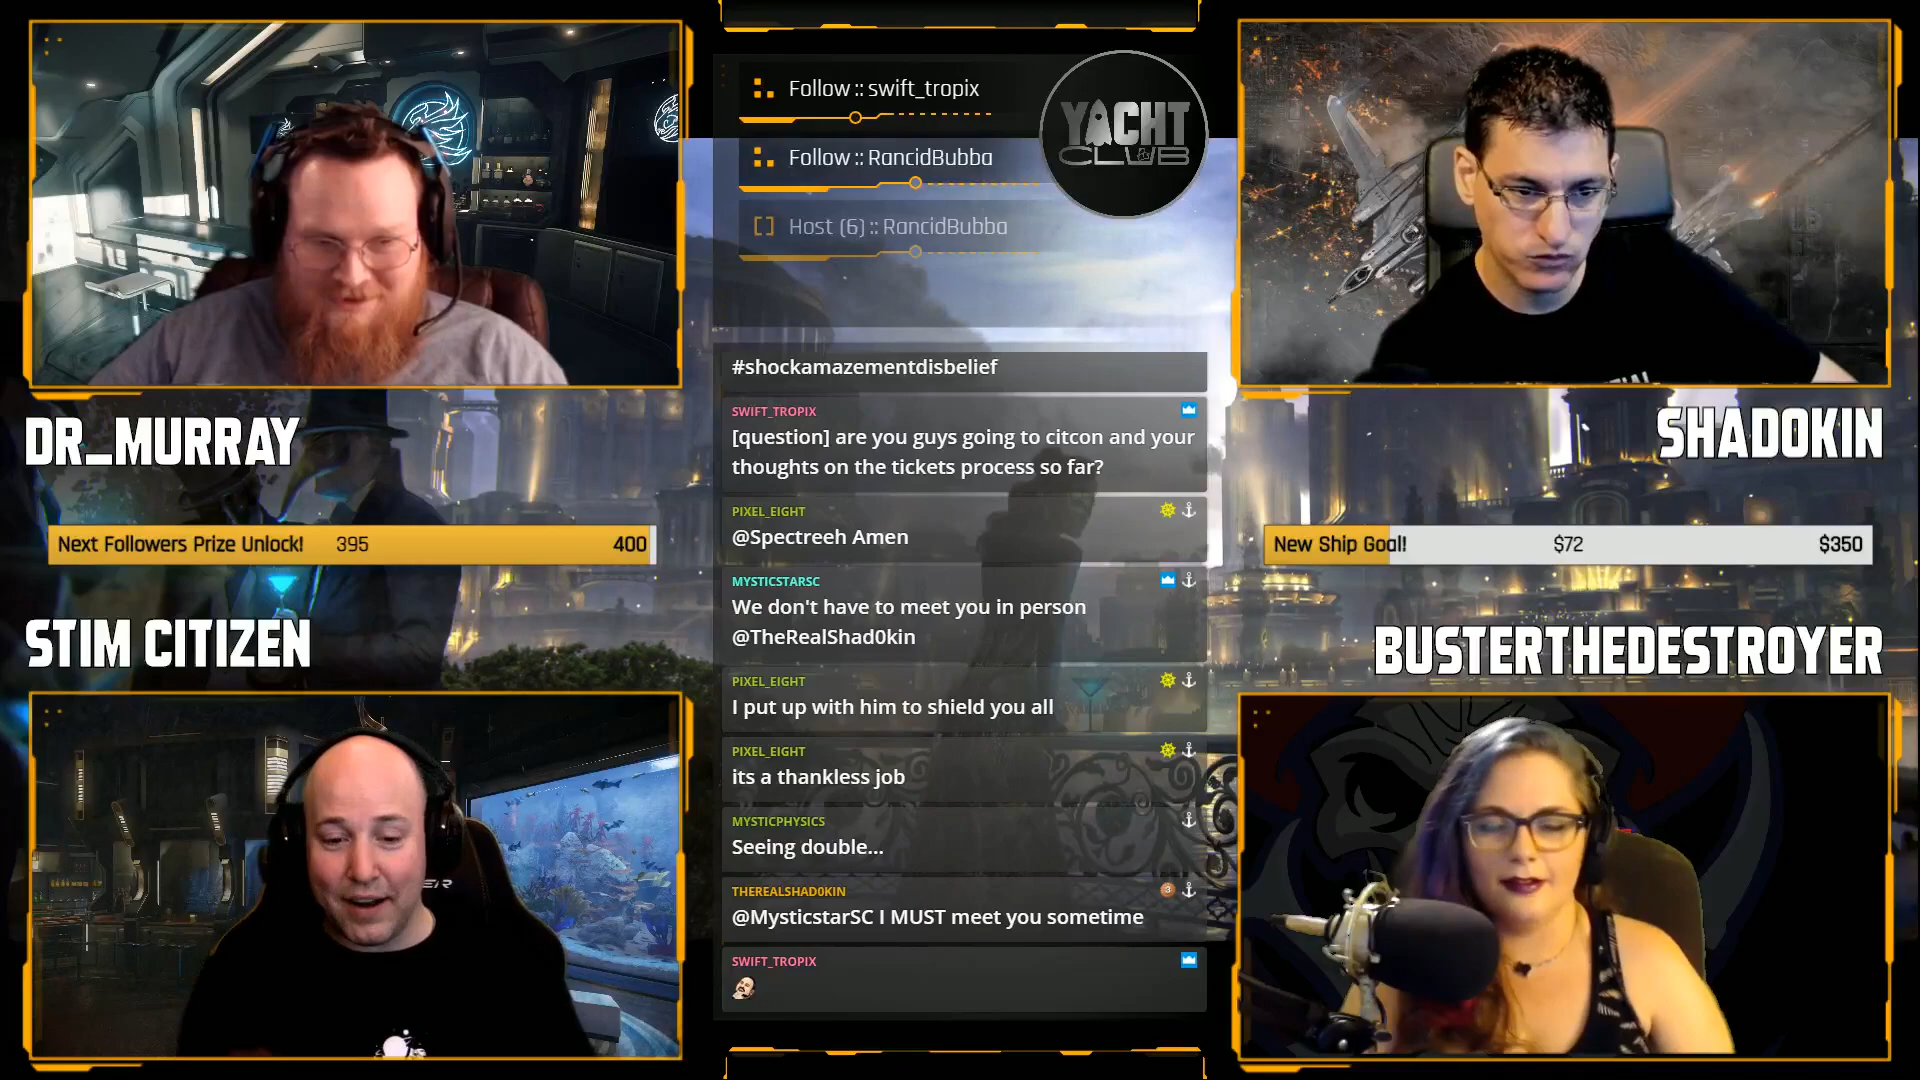 Follow :: swift_tropix
Follow :: RancidBubba
Host (6) :: RancidBubba
YACHT
CLUB
#shockamazementdisbelief
SWIFT_TROPIX
[question] are you guys going to citcon and your
thoughts on the tickets process so far?
PIXEL_EIGHT
@Spectreeh Amen
MYSTICSTARSC
We don't have to meet you in person
@TheRealShad0kin
PIXEL_EIGHT
I put up with him to shield you all
PIXEL_EIGHT
its a thankless job
MYSTICPHYSICS
Seeing double...
THEREALSHAD0KIN
3
@MysticstarSC I MUST meet you sometime
SWIFT_TROPIX
DR_MURRAY
Next Followers Prize Unlock! 395 400
STIM CITIZEN
SHADOKIN
New Ship Goal! $72 $350
BUSTERTHEDESTROYER